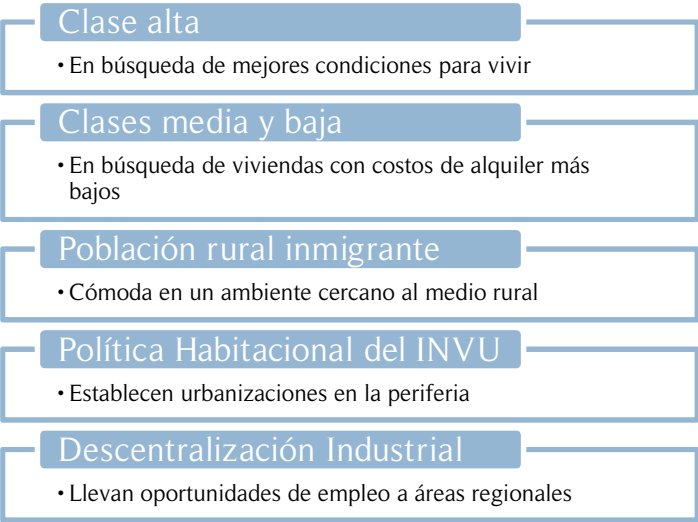 Clase alta
• En búsqueda de mejores condiciones para vivir
Clases media y baja
• En búsqueda de viviendas con costos de alquiler más
bajos
Población rural inmigrante
• Cómoda en un ambiente cercano al medio rural
Política Habitacional del INVU
• Establecen urbanizaciones en la periferia
Descentralización Industrial
• Llevan oportunidades de empleo a áreas regionales